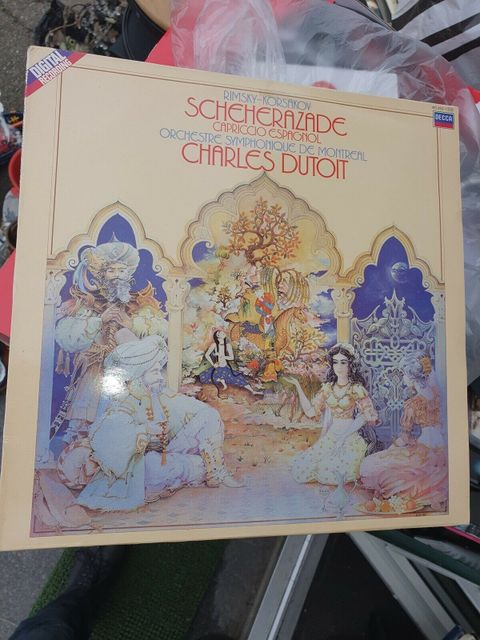 DIGITAL
RECORDING
RIMSKY-KORSAKOV
SCHEHERAZADE
CAPRICCIO ESPAGNOL
ORCHESTRE SYMPHONIQUE DE MONTREAL
CHARLES DUTOIT
DECCA